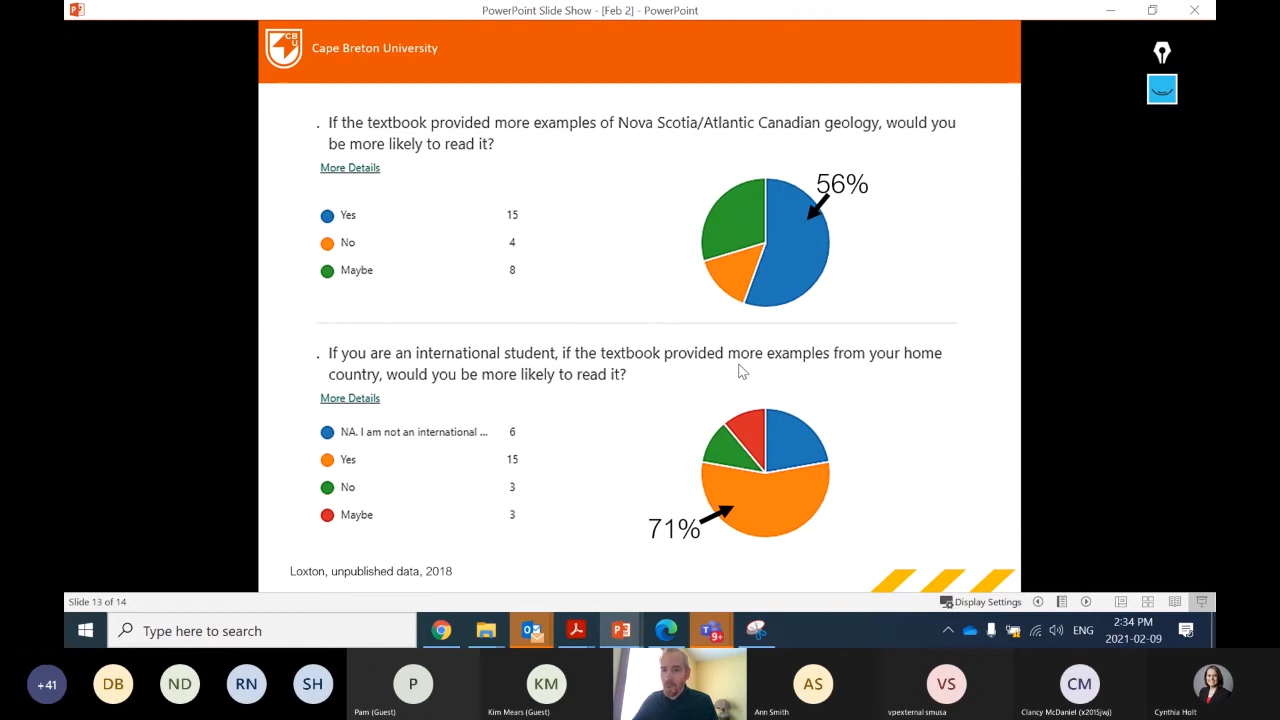 PowerPoint Slide Show - [Feb 2] - PowerPoint
CBU
Cape Breton University
. If the textbook provided more examples of Nova Scotia/Atlantic Canadian geology, would you
be more likely to read it?
More Details
56%
Yes 15
No 4
Maybe 8
. If you are an international student, if the textbook provided more examples from your home
country, would you be more likely to read it?
More Details
NA. I am not an international ... 6
Yes 15
No 3
Maybe 3
71%
Loxton, unpublished data, 2018
Slide 13 of 14
Display Settings
Type here to search
9+
ENG
2:34 PM
2021-02-09
+41
DB
ND
RN
SH
P
KM
AS
VS
CM
Pam (Guest)
Kim Mears (Guest)
Ann Smith
vpexternal smusa
Clancy McDaniel (x2015jwj)
Cynthia Holt